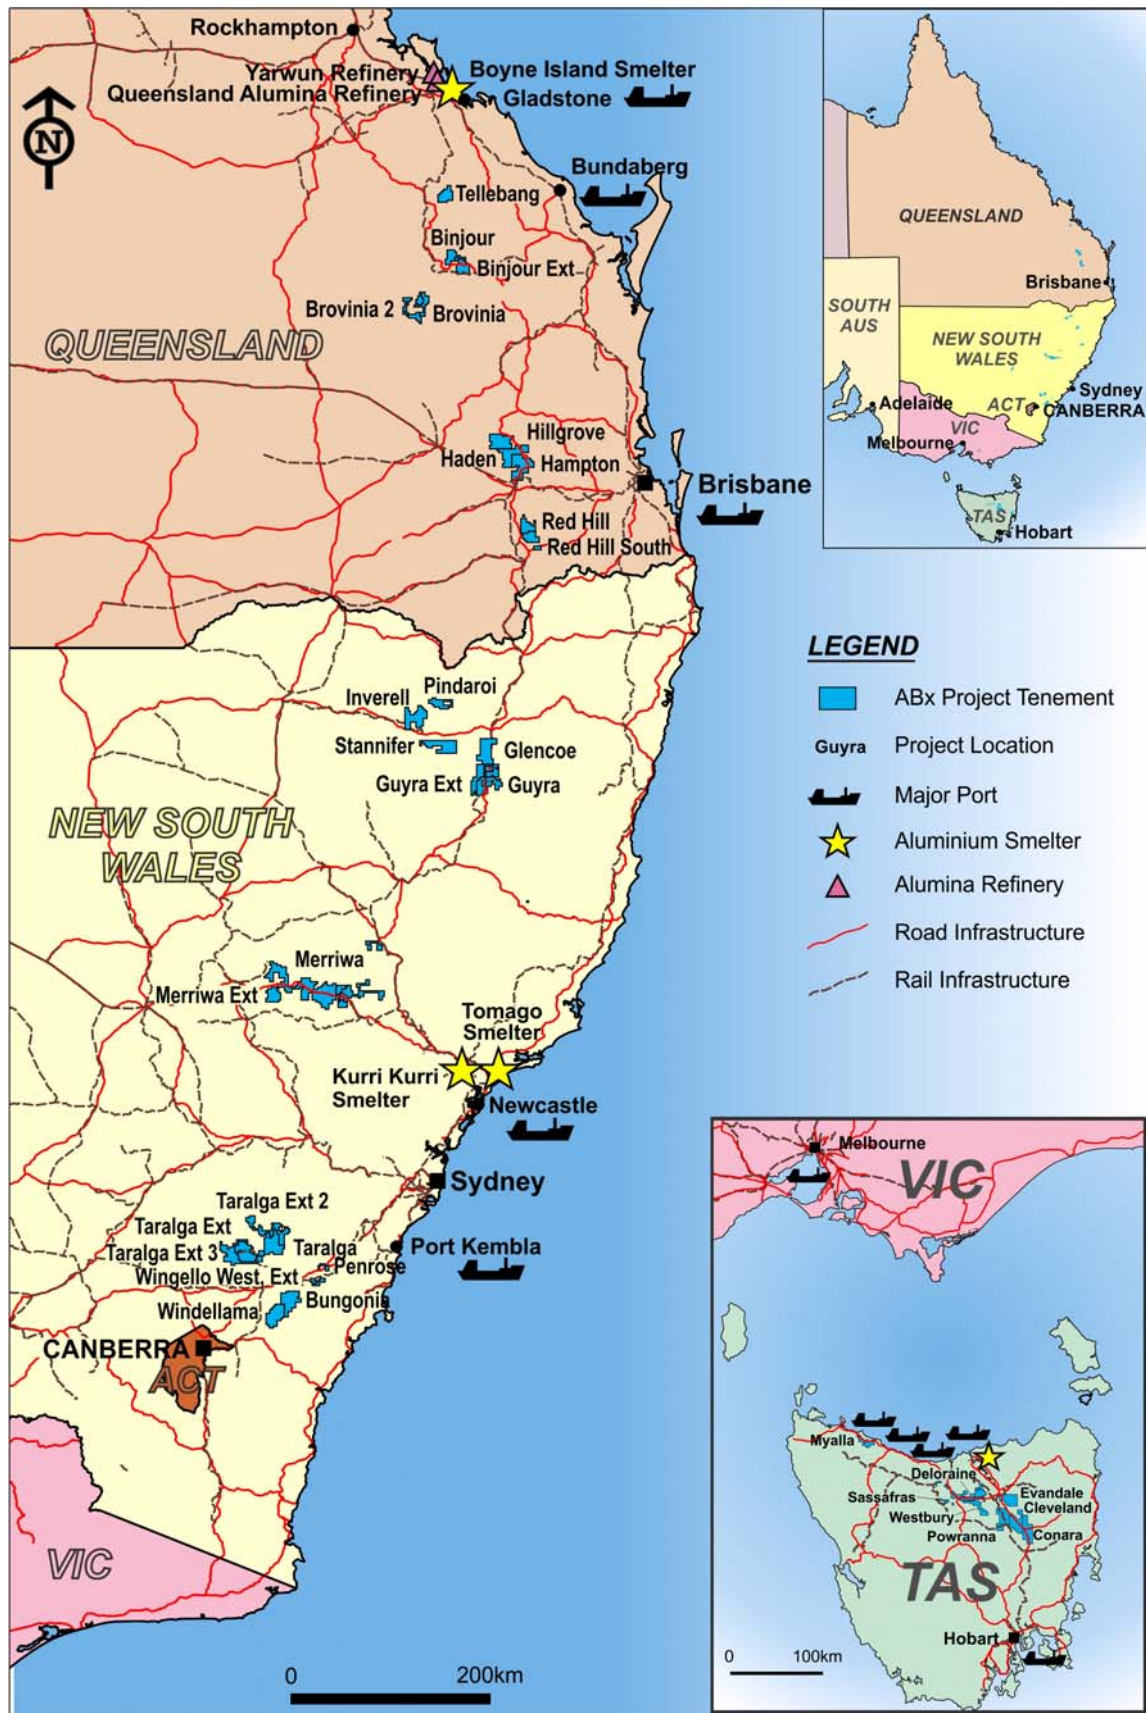 Rockhampton
Yarwun Refinery
Boyne Island Smelter
Queensland Alumina Refinery
Gladstone
N
Bundaberg
Tellebang
Binjour
Binjour Ext
Brovinia 2
Brovinia
QUEENSLAND
Hillgrove
Haden
Hampton
Brisbane
Red Hill
Red Hill South
Pindaroi
Inverell
Stannifer
Glencoe
Guyra Ext
Guyra
NEW SOUTH
WALES
Merriwa
Merriwa Ext
Tomago
Smelter
Kurri Kurri
Smelter
Newcastle
Sydney
Taralga Ext 2
Taralga Ext
Taralga Ext 3
Taralga
Port Kembla
Penrose
Wingello West, Ext
Bungonia
Windellama
CANBERRA
ACT
VIC
0
200km
QUEENSLAND
Brisbane
SOUTH
AUS
NEW SOUTH
WALES
Sydney
Adelaide
ACT
CANBERRA
VIC
Melbourne
TAS
Hobart
LEGEND
ABx Project Tenement
Guyra
Project Location
Major Port
Aluminium Smelter
Alumina Refinery
Road Infrastructure
Rail Infrastructure
Melbourne
VIC
Myalla
Deloraine
Sassafras
Evandale
Cleveland
Westbury
Powranna
Conara
TAS
Hobart
0
100km